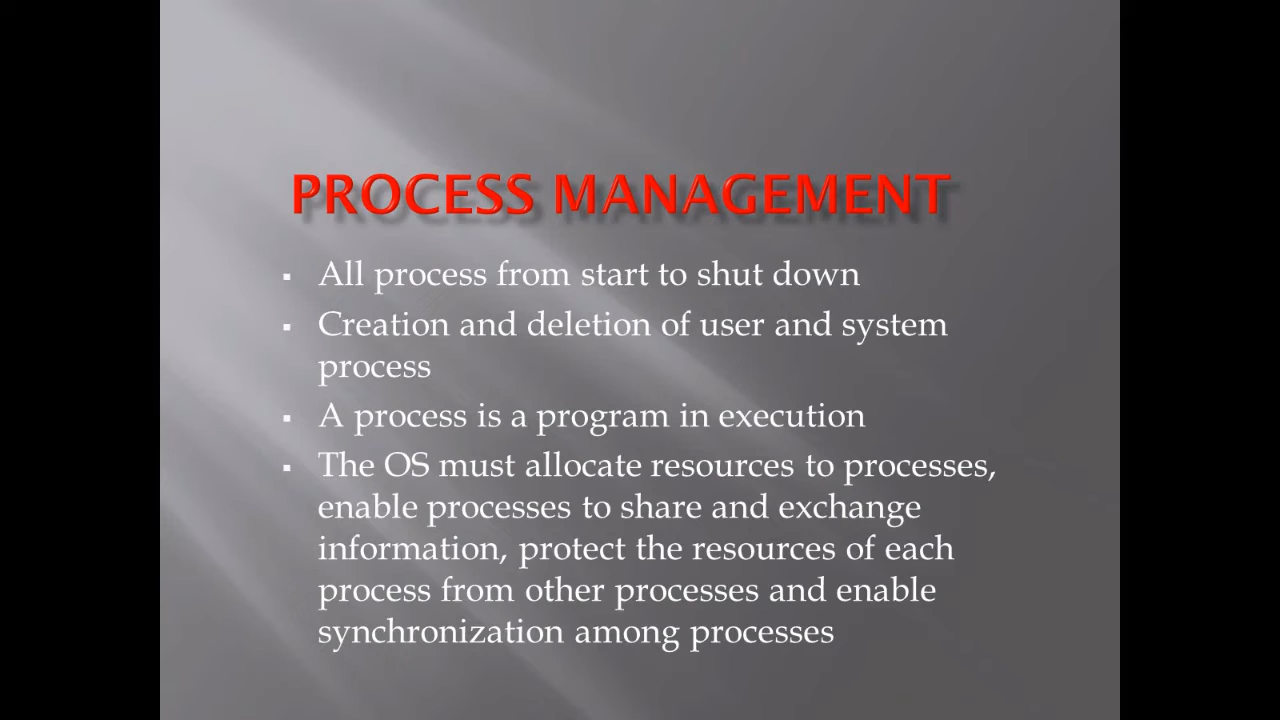 PROCESS MANAGEMENT
▪ All process from start to shut down
▪ Creation and deletion of user and system
process
▪ A process is a program in execution
▪ The OS must allocate resources to processes,
enable processes to share and exchange
information, protect the resources of each
process from other processes and enable
synchronization among processes